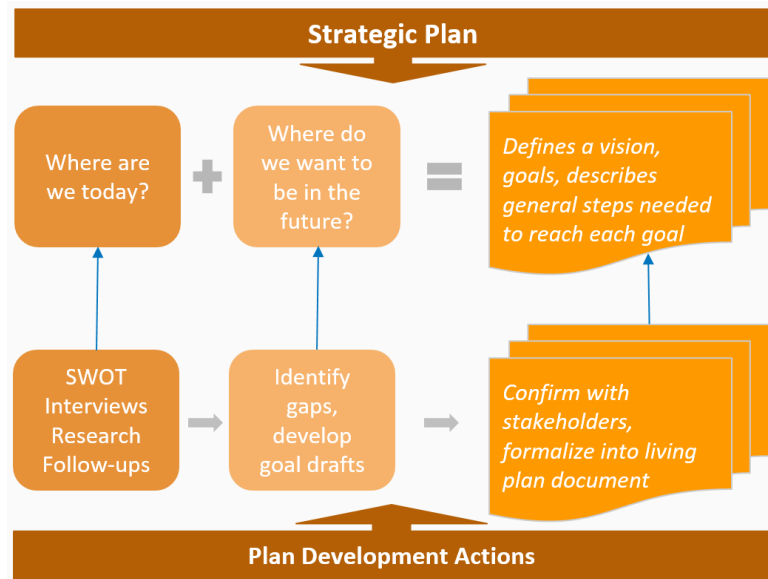 Strategic Plan
Where are
we today?
+
Where do
we want to
be in the
future?
=
Defines a vision,
goals, describes
general steps needed
to reach each goal
SWOT
Interviews
Research
Follow-ups
Identify
gaps,
develop
goal drafts
Confirm with
stakeholders,
formalize into living
plan document
Plan Development Actions